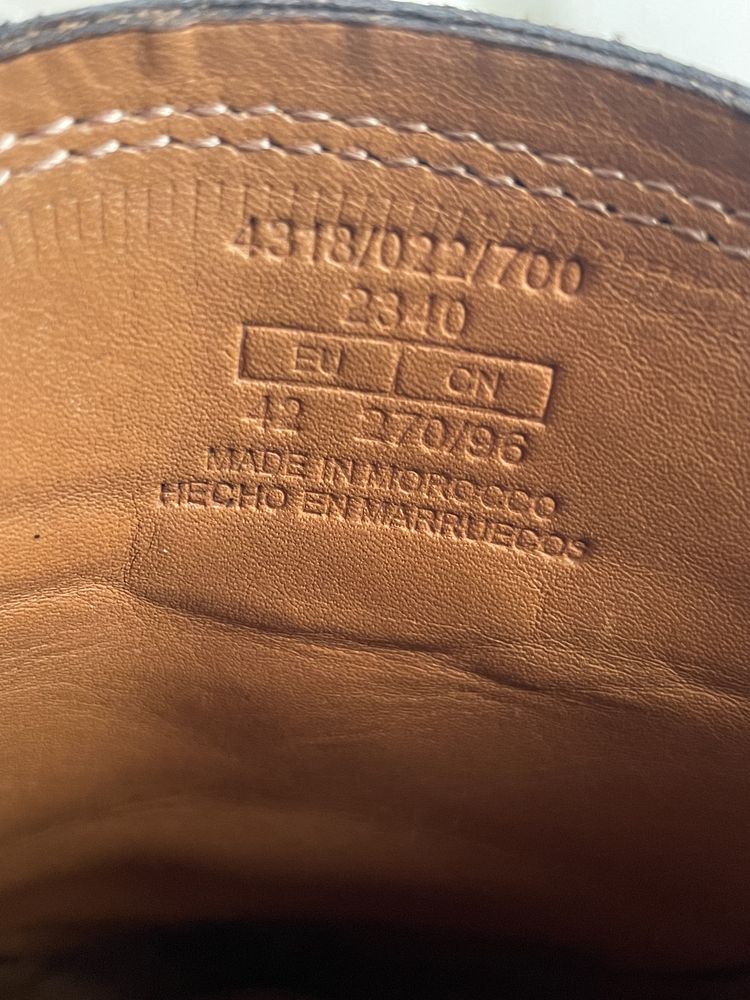 4318/022/700
2340
EU CN
42 270/96
MADE IN MOROCCO
HECHO EN MARRUECOS